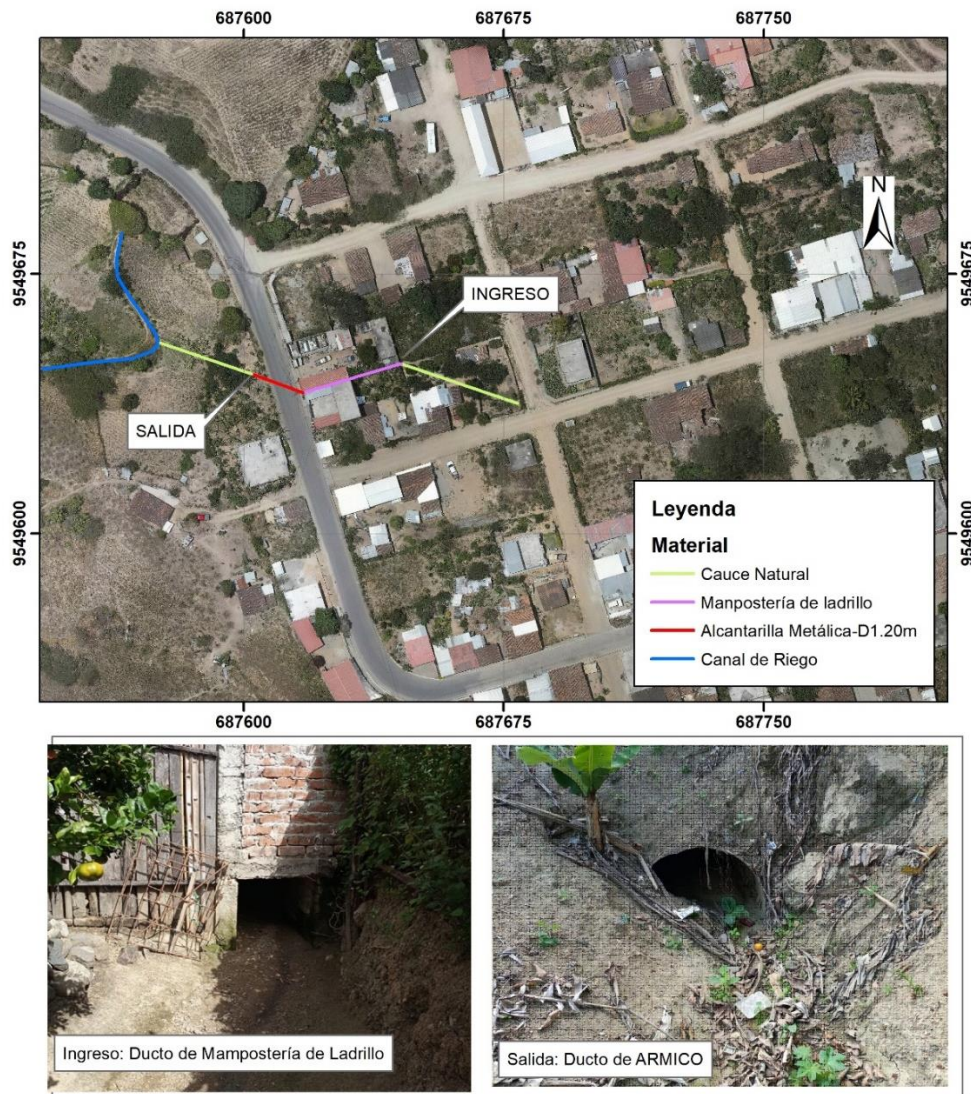 687600 687675 687750
N
9549675 9549675
INGRESO
SALIDA
9549600 9549600
Leyenda
Material
Cauce Natural
Manpostería de ladrillo
Alcantarilla Metálica-D1.20m
Canal de Riego
687600 687675 687750
Ingreso: Ducto de Mampostería de Ladrillo
Salida: Ducto de ARMICO